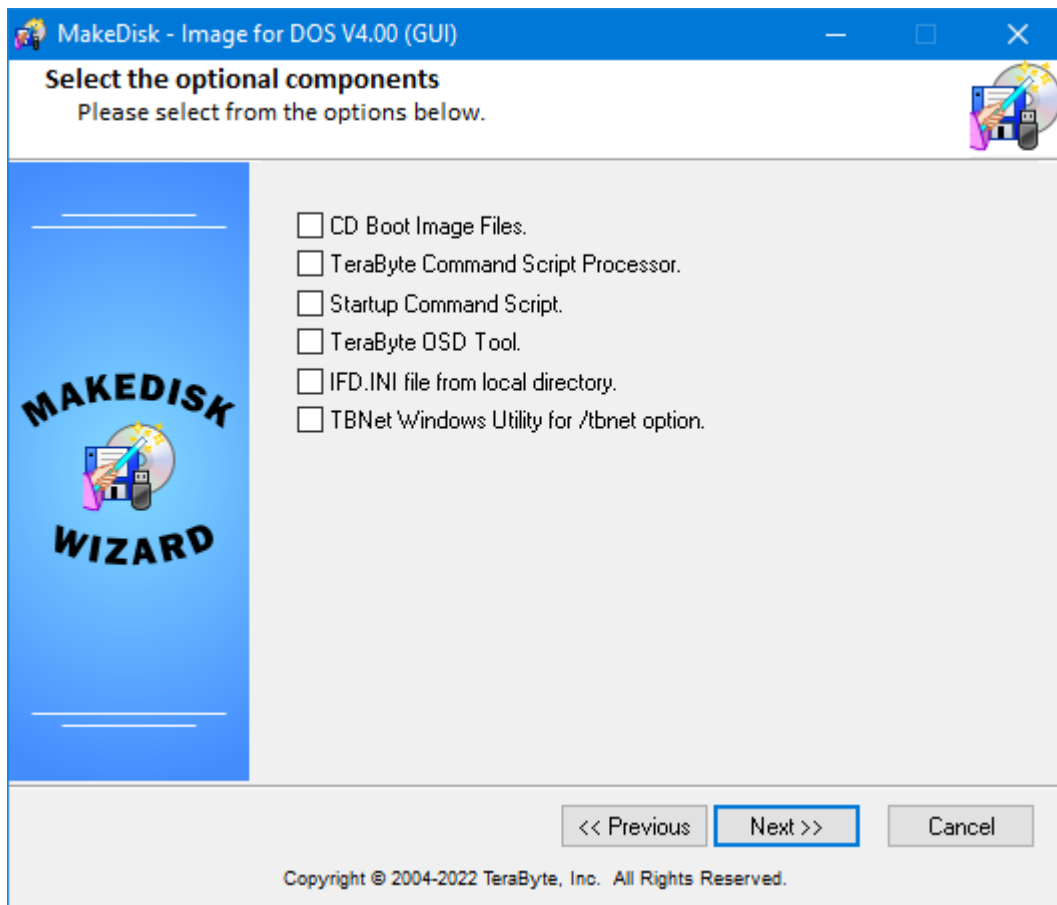 MakeDisk - Image for DOS V4.00 (GUI)
Select the optional components
Please select from the options below.
CD Boot Image Files.
TeraByte Command Script Processor.
Startup Command Script.
TeraByte OSD Tool.
IFD.INI file from local directory.
TBNet Windows Utility for /tbnet option.
MAKEDISK
WIZARD
<< Previous
Next >>
Cancel
Copyright © 2004-2022 TeraByte, Inc.  All Rights Reserved.